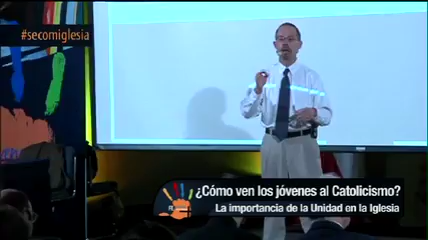 #secomiglesia
¿Cómo ven los jóvenes al Catolicismo?
La importancia de la Unidad en la Iglesia